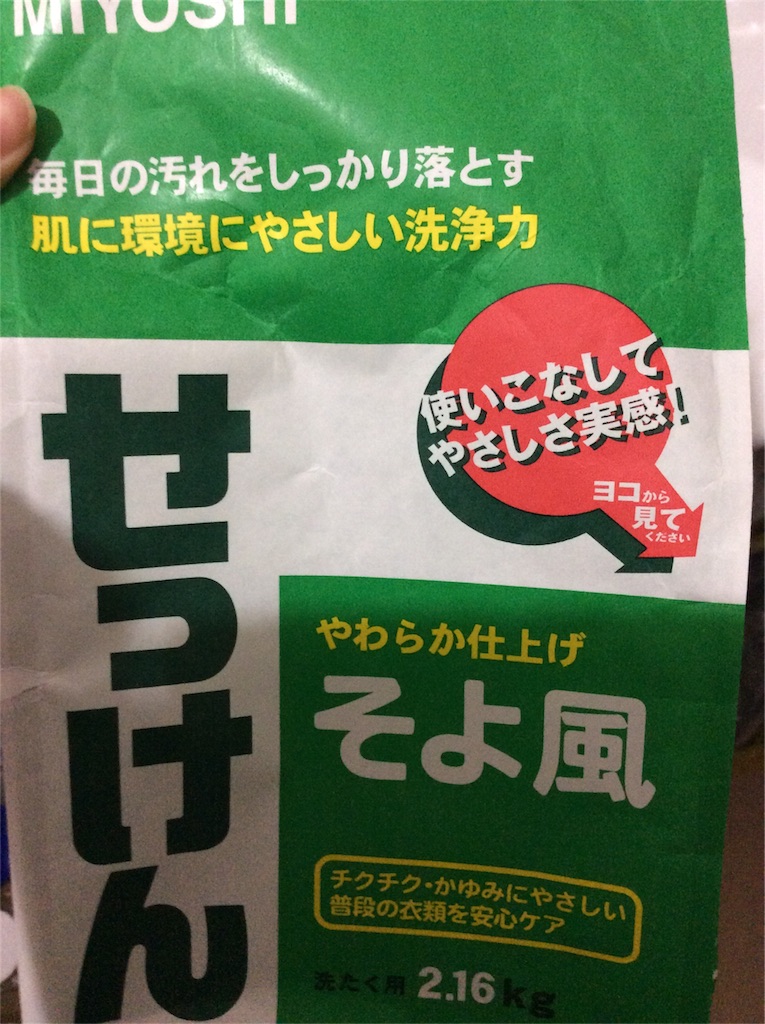 MIYOSHI
毎日の汚れをしっかり落とす
肌に環境にやさしい洗浄力
使いこなして
やさしさ実感!
ヨコから
見て
ください
せっけん
やわらか仕上げ
そよ風
チクチク・かゆみにやさしい
普段の衣類を安心ケア
洗たく用 2.16kg